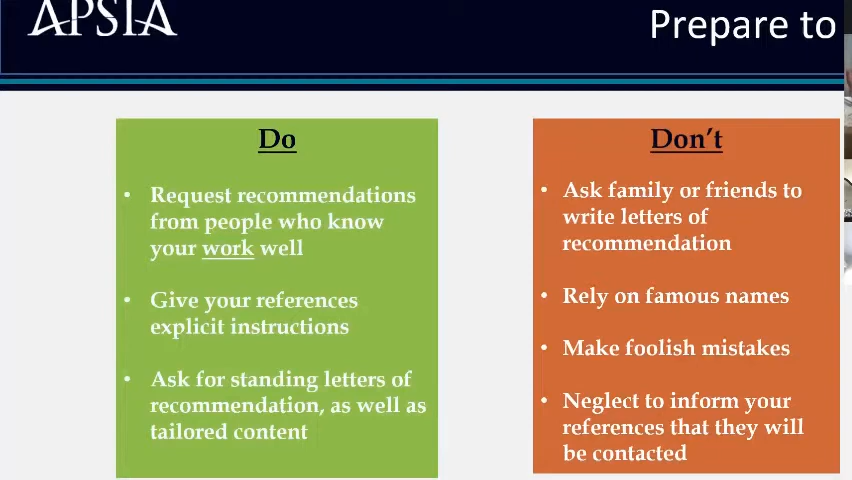 APSIA
Prepare to
Do
• Request recommendations
from people who know
your work well
• Give your references
explicit instructions
• Ask for standing letters of
recommendation, as well as
tailored content
Don't
• Ask family or friends to
write letters of
recommendation
• Rely on famous names
• Make foolish mistakes
• Neglect to inform your
references that they will
be contacted